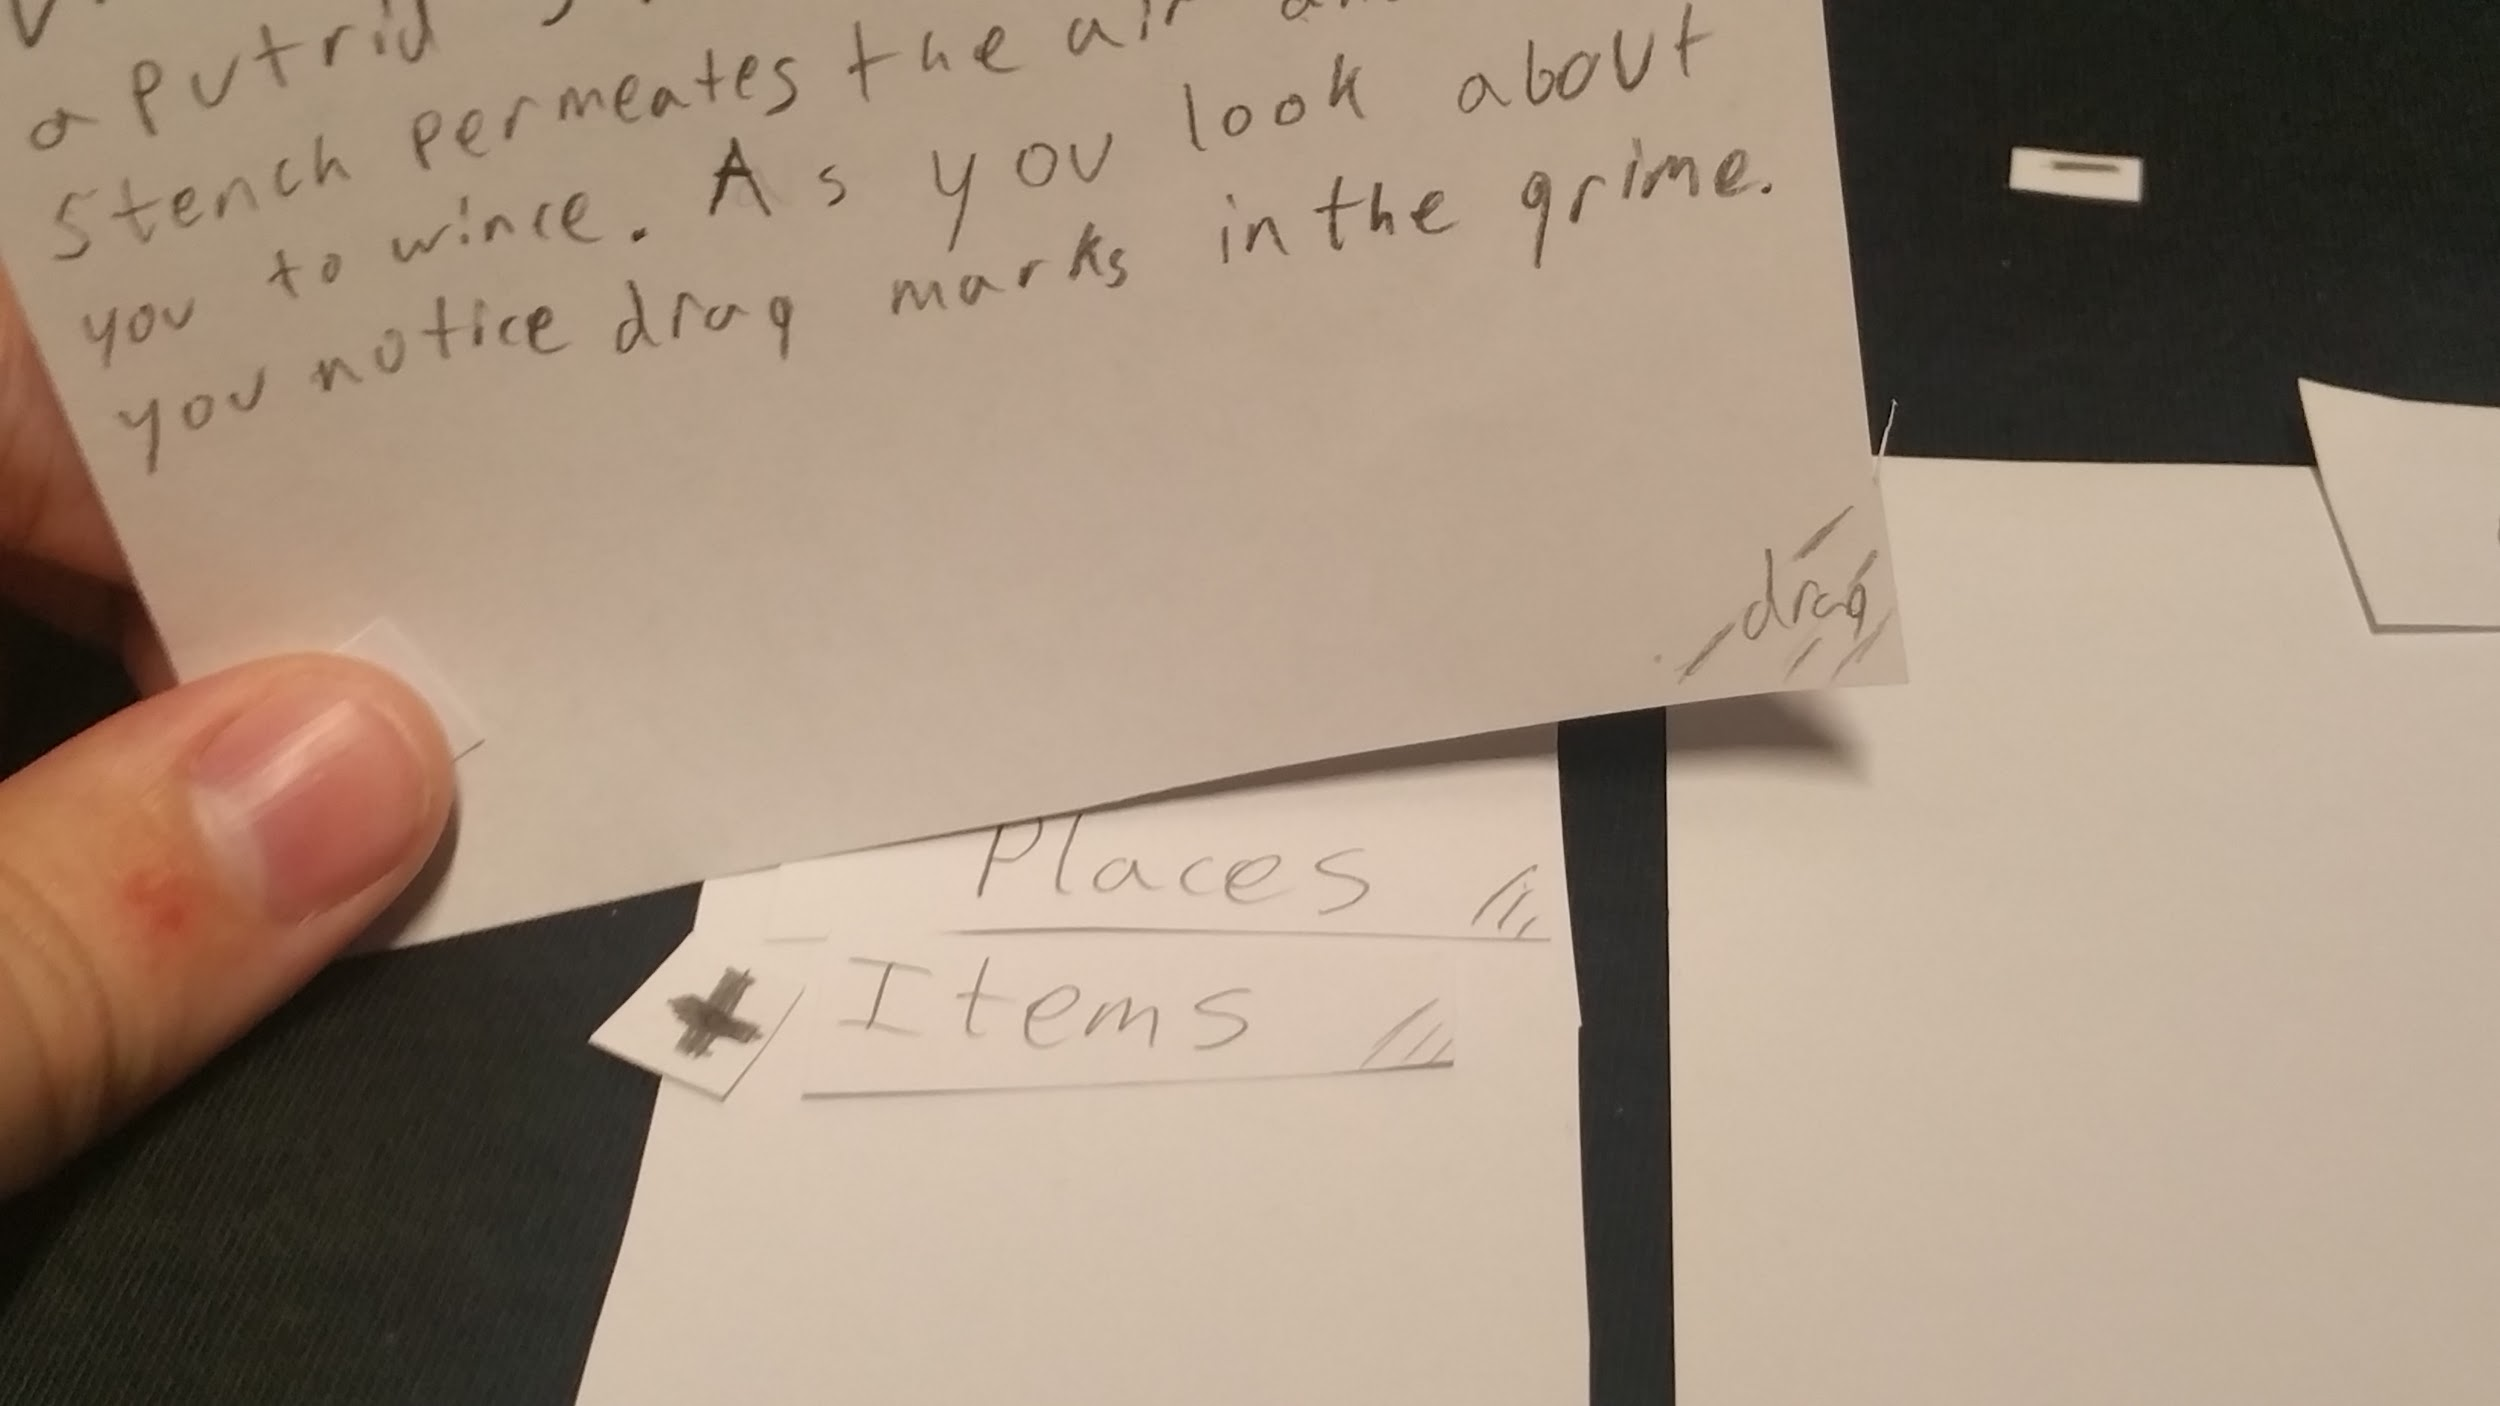 a putrid
stench permeates the air
you to wince. As you look about
you notice drag marks in the grime.
drag
Places
Items